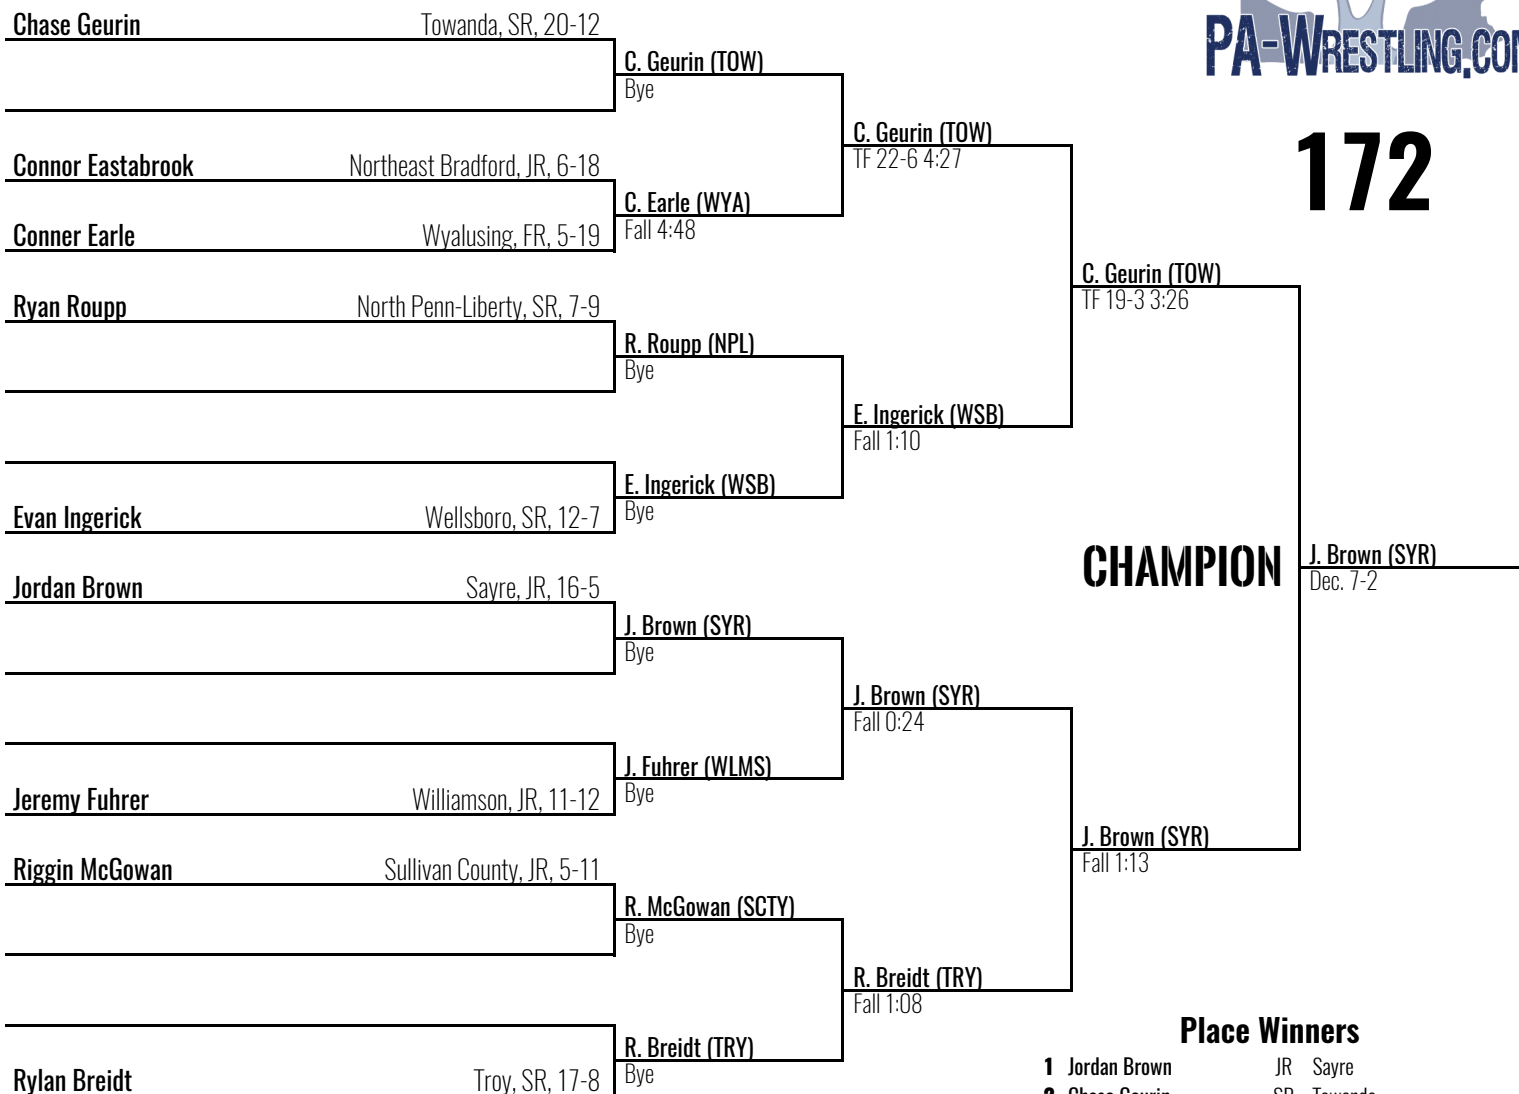 Chase Geurin Towanda, SR, 20-12
C. Geurin (TOW)
Bye
Connor Eastabrook Northeast Bradford, JR, 6-18
Conner Earle Wyalusing, FR, 5-19
C. Earle (WYA)
Fall 4:48
C. Geurin (TOW)
TF 22-6 4:27
Ryan Roupp North Penn-Liberty, SR, 7-9
R. Roupp (NPL)
Bye
Evan Ingerick Wellsboro, SR, 12-7
E. Ingerick (WSB)
Bye
E. Ingerick (WSB)
Fall 1:10
C. Geurin (TOW)
TF 19-3 3:26
Jordan Brown Sayre, JR, 16-5
J. Brown (SYR)
Bye
Jeremy Fuhrer Williamson, JR, 11-12
J. Fuhrer (WLMS)
Bye
J. Brown (SYR)
Fall 0:24
Riggin McGowan Sullivan County, JR, 5-11
R. McGowan (SCTY)
Bye
Rylan Breidt Troy, SR, 17-8
R. Breidt (TRY)
Bye
R. Breidt (TRY)
Fall 1:08
J. Brown (SYR)
Fall 1:13
PA-WRESTLING.CO
172
CHAMPION
J. Brown (SYR)
Dec. 7-2
Place Winners
1 Jordan Brown JR Sayre
2 Chase Geurin SR Towanda